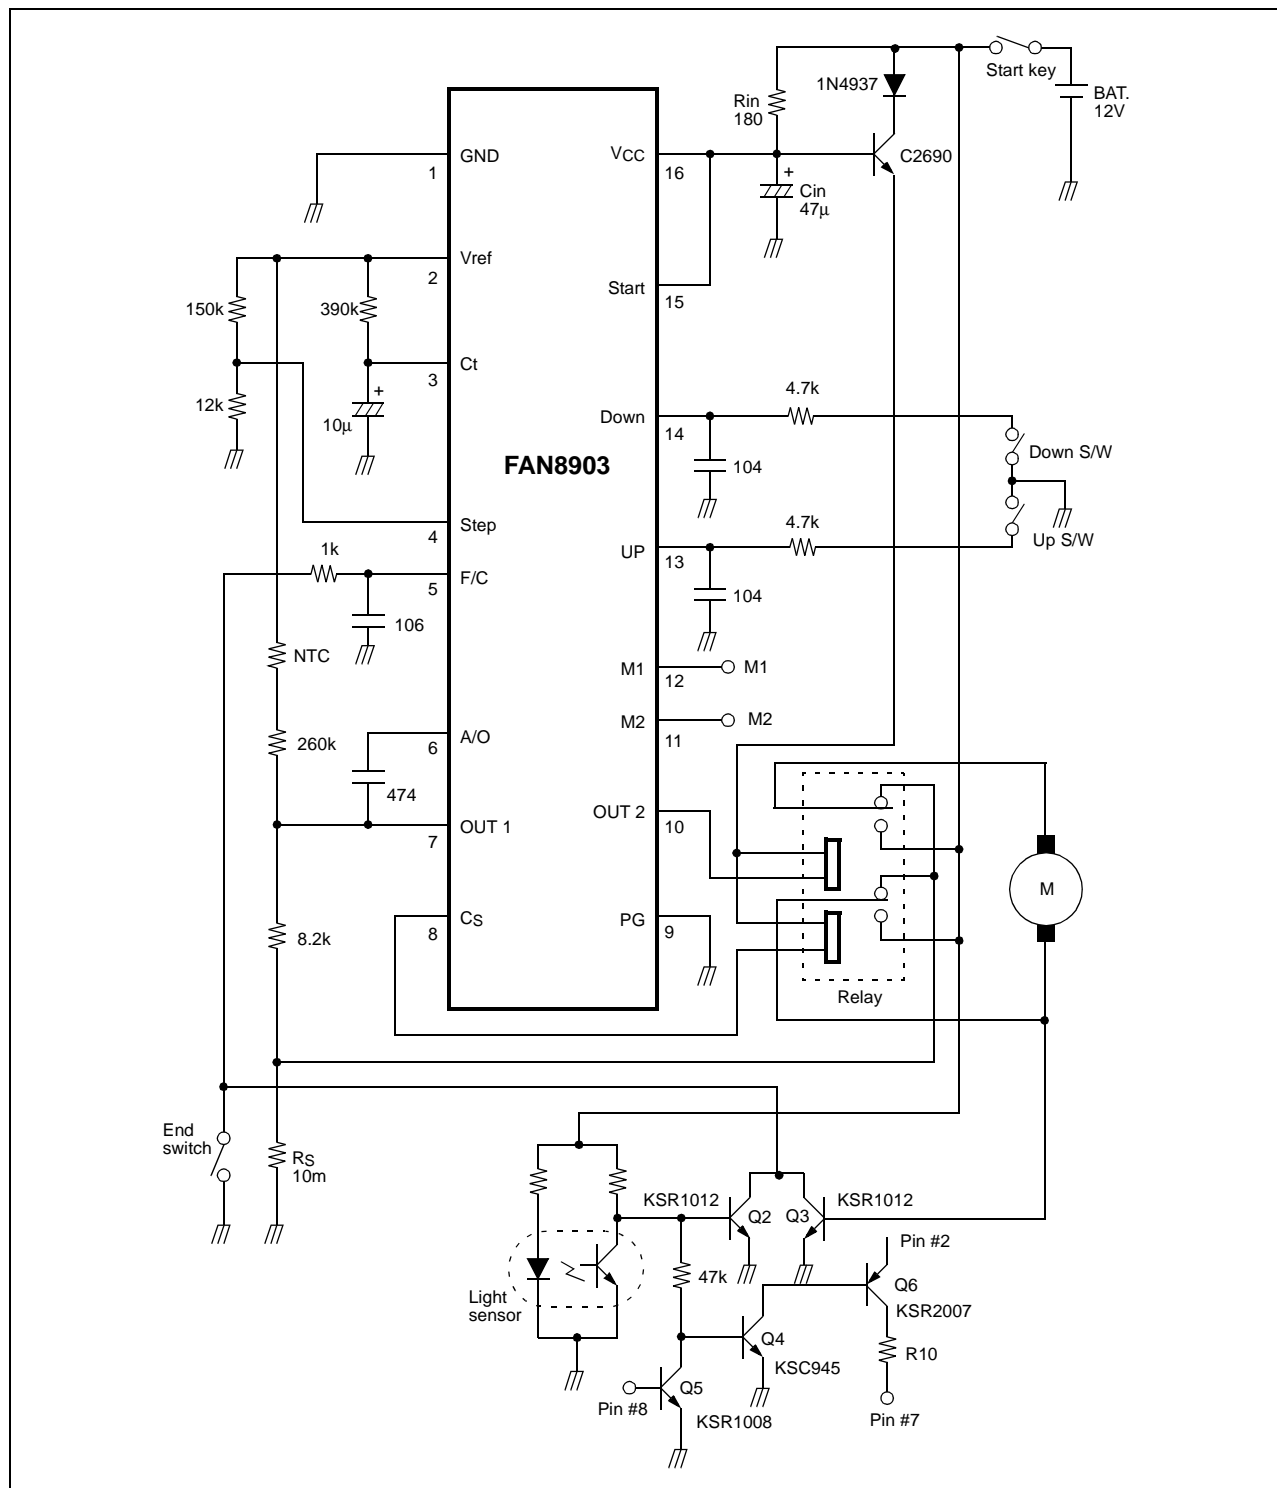 Start key
1N4937
BAT.
12V
Rin
180
GND
VCC
C2690
1
16
+
Cin
47μ
Vref
2
Start
15
150k
390k
Ct
3
+
12k
10μ
4.7k
Down
14
FAN8903
104
Down S/W
Step
4
4.7k
1k
UP
13
Up S/W
F/C
5
104
106
NTC
M1
12
M1
M2
11
M2
260k
A/O
6
474
OUT 1
7
OUT 2
10
M
8.2k
CS
8
PG
9
Relay
End
switch
RS
10m
KSR1012
Q2
Q3
KSR1012
Pin #2
47k
Q6
KSR2007
Light
sensor
Q4
KSC945
R10
Q5
Pin #8
KSR1008
Pin #7